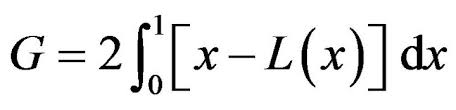 G = 2∫₀¹[x − L(x)]dx